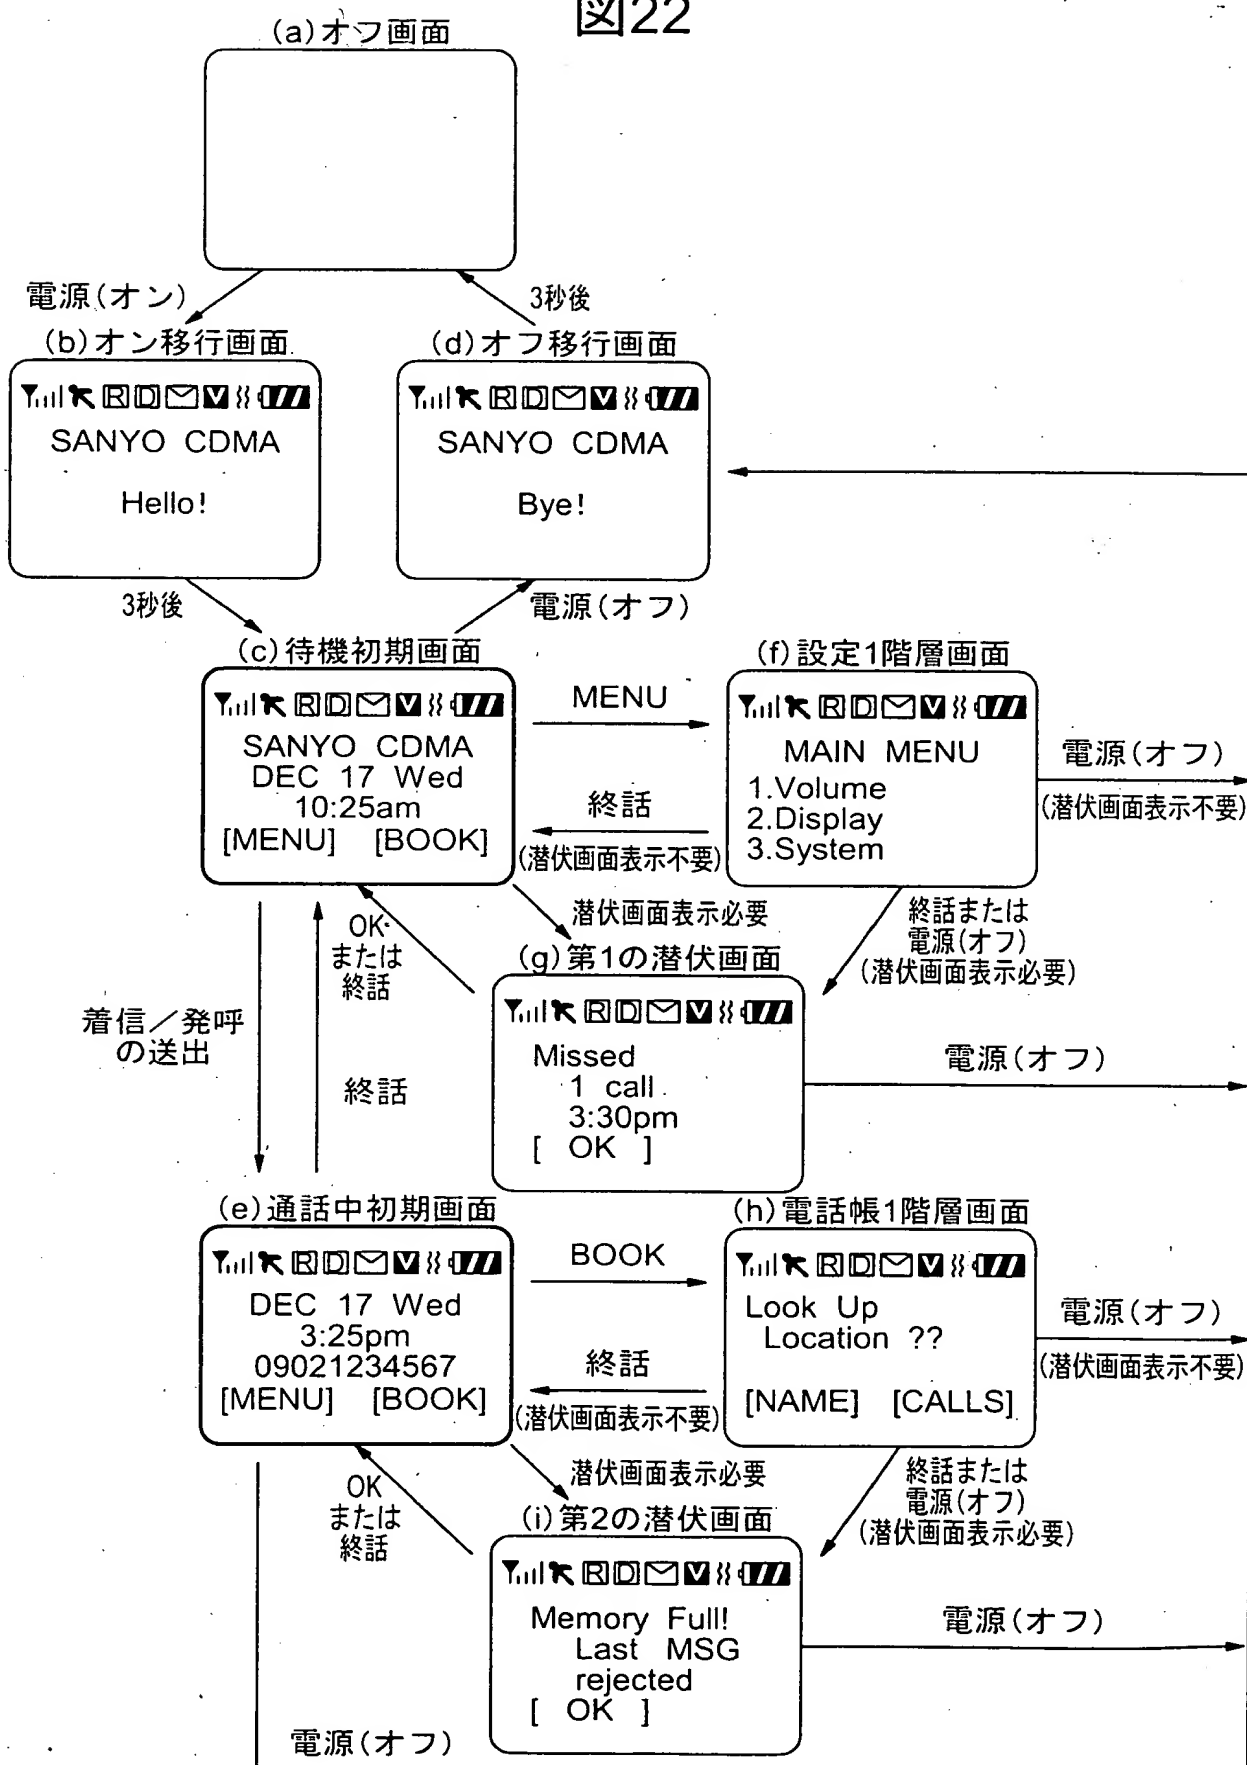 図22
(a)オフ画面
電源(オン)
3秒後
(b)オン移行画面
(d)オフ移行画面
R D V
SANYO CDMA
Hello!
R D V
SANYO CDMA
Bye!
3秒後
電源(オフ)
(c)待機初期画面
(f)設定1階層画面
R D V
SANYO CDMA
DEC 17 Wed
10:25am
[MENU] [BOOK]
MENU
終話
(潜伏画面表示不要)
R D V
MAIN MENU
1.Volume
2.Display
3.System
電源(オフ)
(潜伏画面表示不要)
潜伏画面表示必要
OK
または
終話
終話または
電源(オフ)
(潜伏画面表示必要)
(g)第1の潜伏画面
R D V
Missed
1 call
3:30pm
[ OK ]
電源(オフ)
着信/発呼
の送出
終話
(e)通話中初期画面
(h)電話帳1階層画面
R D V
DEC 17 Wed
3:25pm
09021234567
[MENU] [BOOK]
BOOK
終話
(潜伏画面表示不要)
R D V
Look Up
Location ??
[NAME] [CALLS]
電源(オフ)
(潜伏画面表示不要)
潜伏画面表示必要
OK
または
終話
終話または
電源(オフ)
(潜伏画面表示必要)
(i)第2の潜伏画面
R D V
Memory Full!
Last MSG
rejected
[ OK ]
電源(オフ)
電源(オフ)